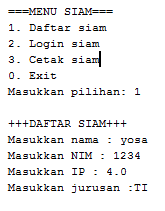 ===MENU SIAM===
1. Daftar siam
2. Login siam
3. Cetak siam
0. Exit
Masukkan pilihan: 1
+++DAFTAR SIAM+++
Masukkan nama : yosa
Masukkan NIM : 1234
Masukkan IP : 4.0
Masukkan jurusan :TI